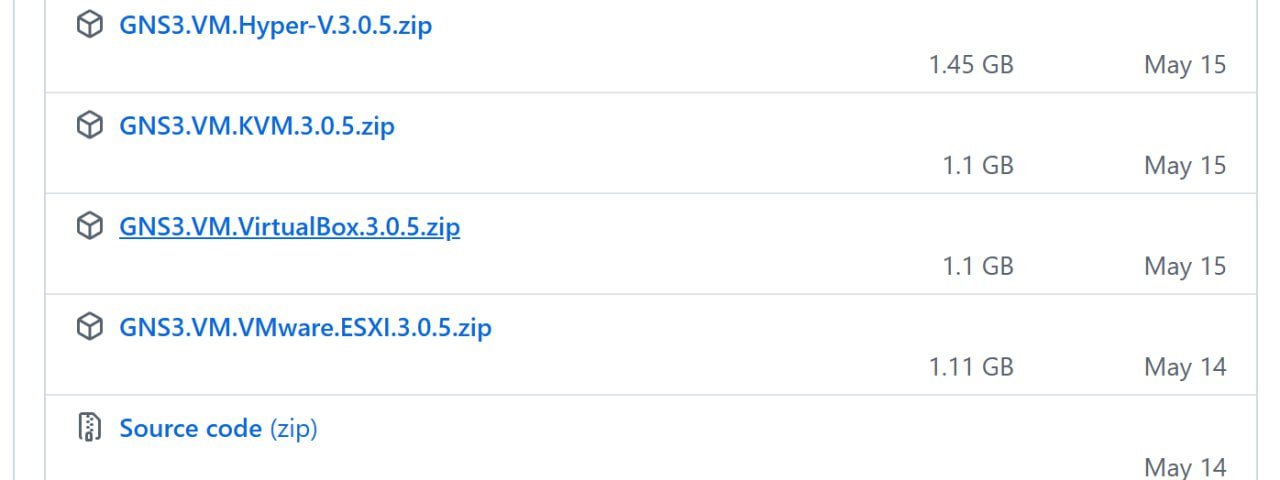 GNS3.VM.Hyper-V.3.0.5.zip
1.45 GB May 15
GNS3.VM.KVM.3.0.5.zip
1.1 GB May 15
GNS3.VM.VirtualBox.3.0.5.zip
1.1 GB May 15
GNS3.VM.VMware.ESXI.3.0.5.zip
1.11 GB May 14
Source code (zip)
May 14